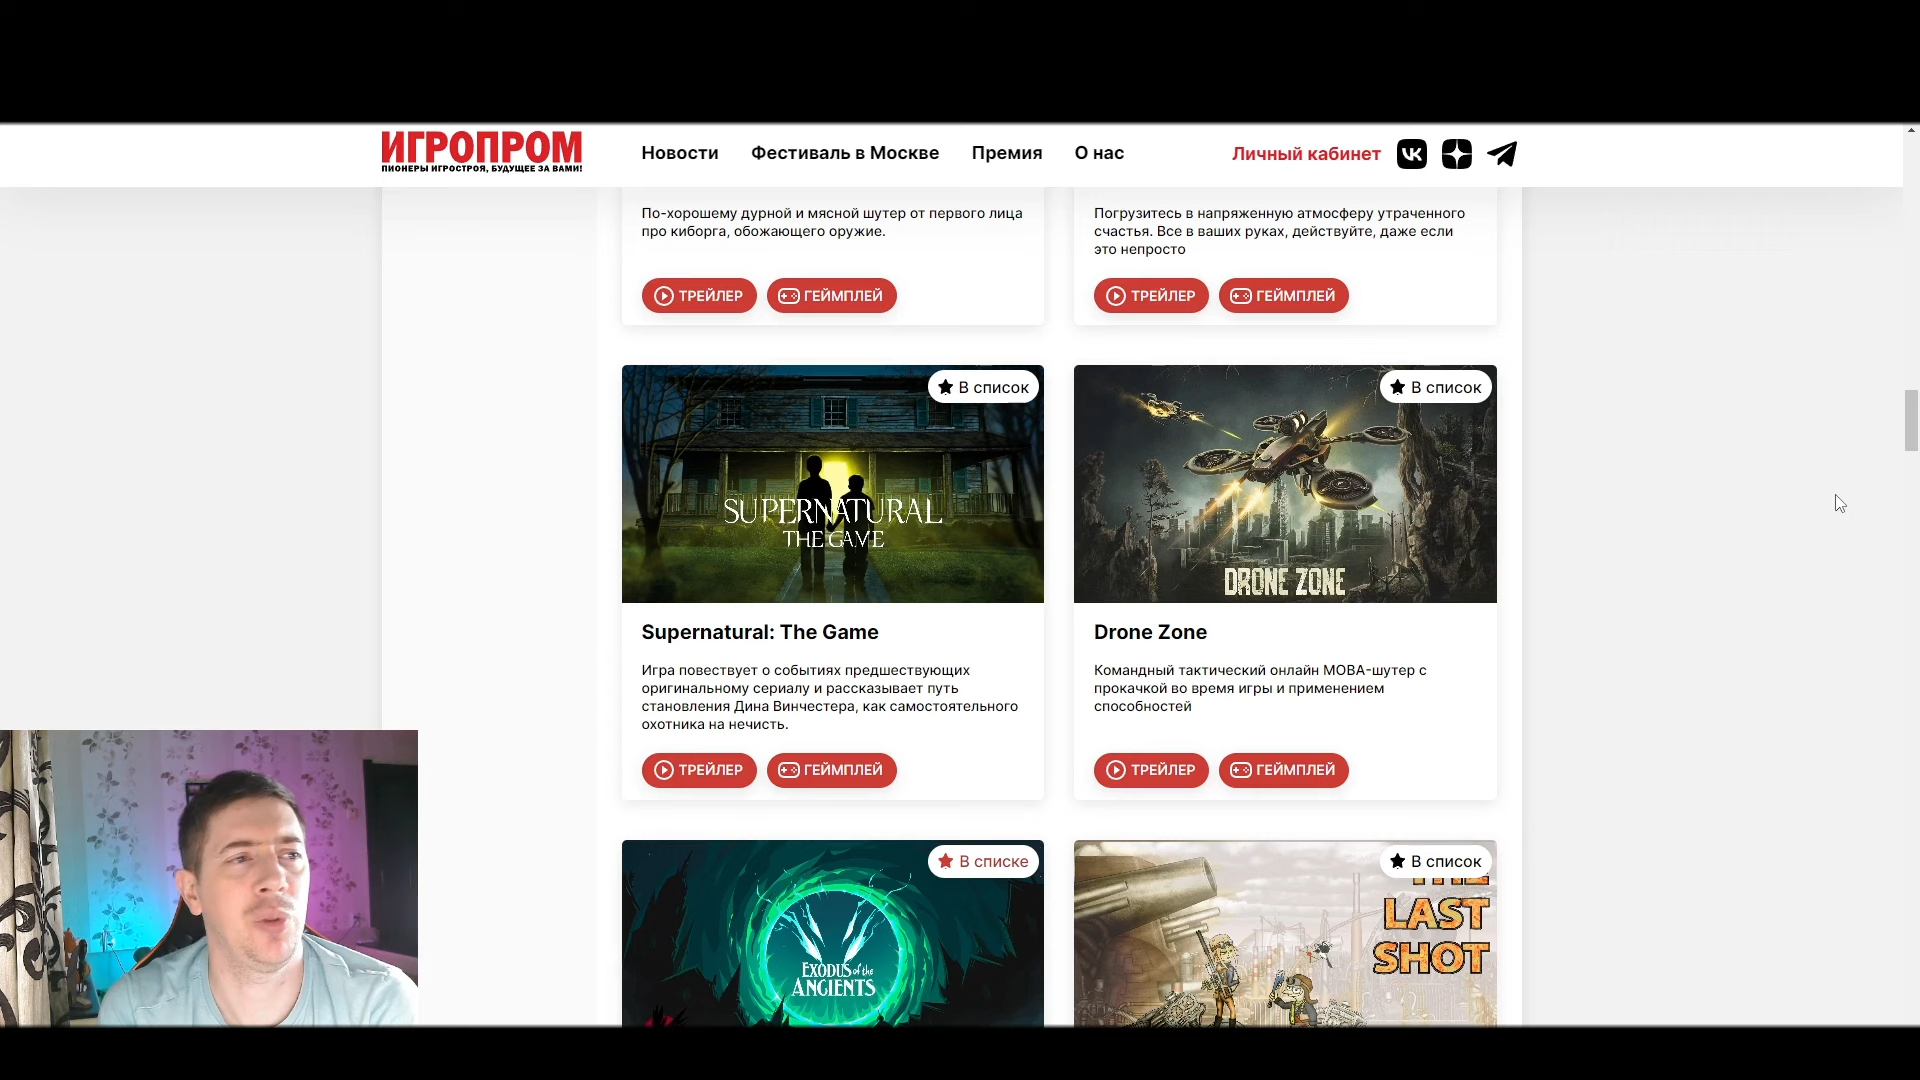 ИГРОПРОМ
ПИОНЕРЫ ИГРОСТРОЯ, БУДУЩЕЕ ЗА ВАМИ!
Новости
Фестиваль в Москве
Премия
О нас
Личный кабинет
По-хорошему дурной и мясной шутер от первого лица
про киборга, обожающего оружие.
ТРЕЙЛЕР
ГЕЙМПЛЕЙ
Погрузитесь в напряженную атмосферу утраченного
счастья. Все в ваших руках, действуйте, даже если
это непросто
ТРЕЙЛЕР
ГЕЙМПЛЕЙ
В список
SUPERNATURAL
THE GAME
Supernatural: The Game
Игра повествует о событиях предшествующих
оригинальному сериалу и рассказывает путь
становления Дина Винчестера, как самостоятельного
охотника на нечисть.
ТРЕЙЛЕР
ГЕЙМПЛЕЙ
В список
DRONE ZONE
Drone Zone
Командный тактический онлайн MOBA-шутер с
прокачкой во время игры и применением
способностей
ТРЕЙЛЕР
ГЕЙМПЛЕЙ
В списке
EXODUS of the
ANCIENTS
В список
THE
LAST
SHOT